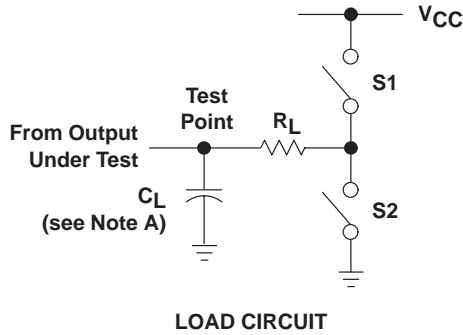 VCC
S1
Test
Point
RL
From Output
Under Test
CL
(see Note A)
S2
LOAD CIRCUIT